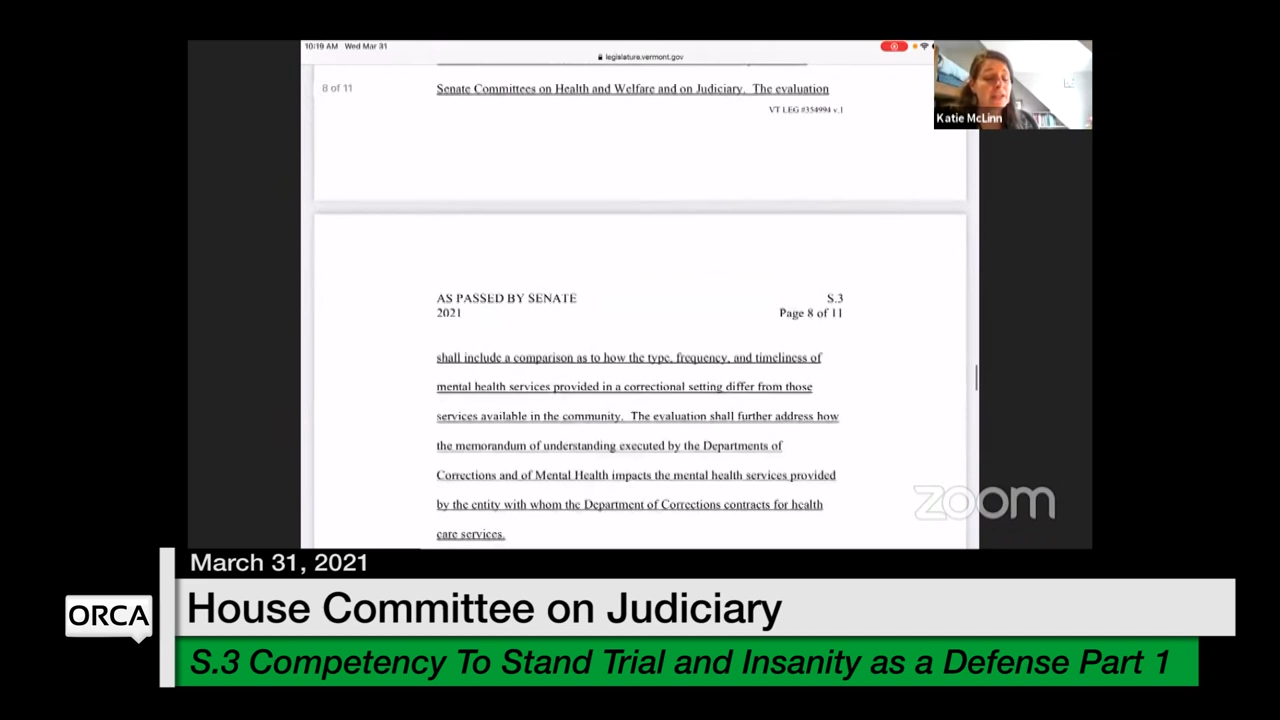 10:19 AM Wed Mar 31
legislature.vermont.gov
8 of 11
Senate Committees on Health and Welfare and on Judiciary. The evaluation
VT LEG #354994 v.1
Katie McLinn
AS PASSED BY SENATE S.3
2021 Page 8 of 11
shall include a comparison as to how the type, frequency, and timeliness of
mental health services provided in a correctional setting differ from those
services available in the community. The evaluation shall further address how
the memorandum of understanding executed by the Departments of
Corrections and of Mental Health impacts the mental health services provided
by the entity with whom the Department of Corrections contracts for health
care services.
zoom
March 31, 2021
ORCA
House Committee on Judiciary
S.3 Competency To Stand Trial and Insanity as a Defense Part 1